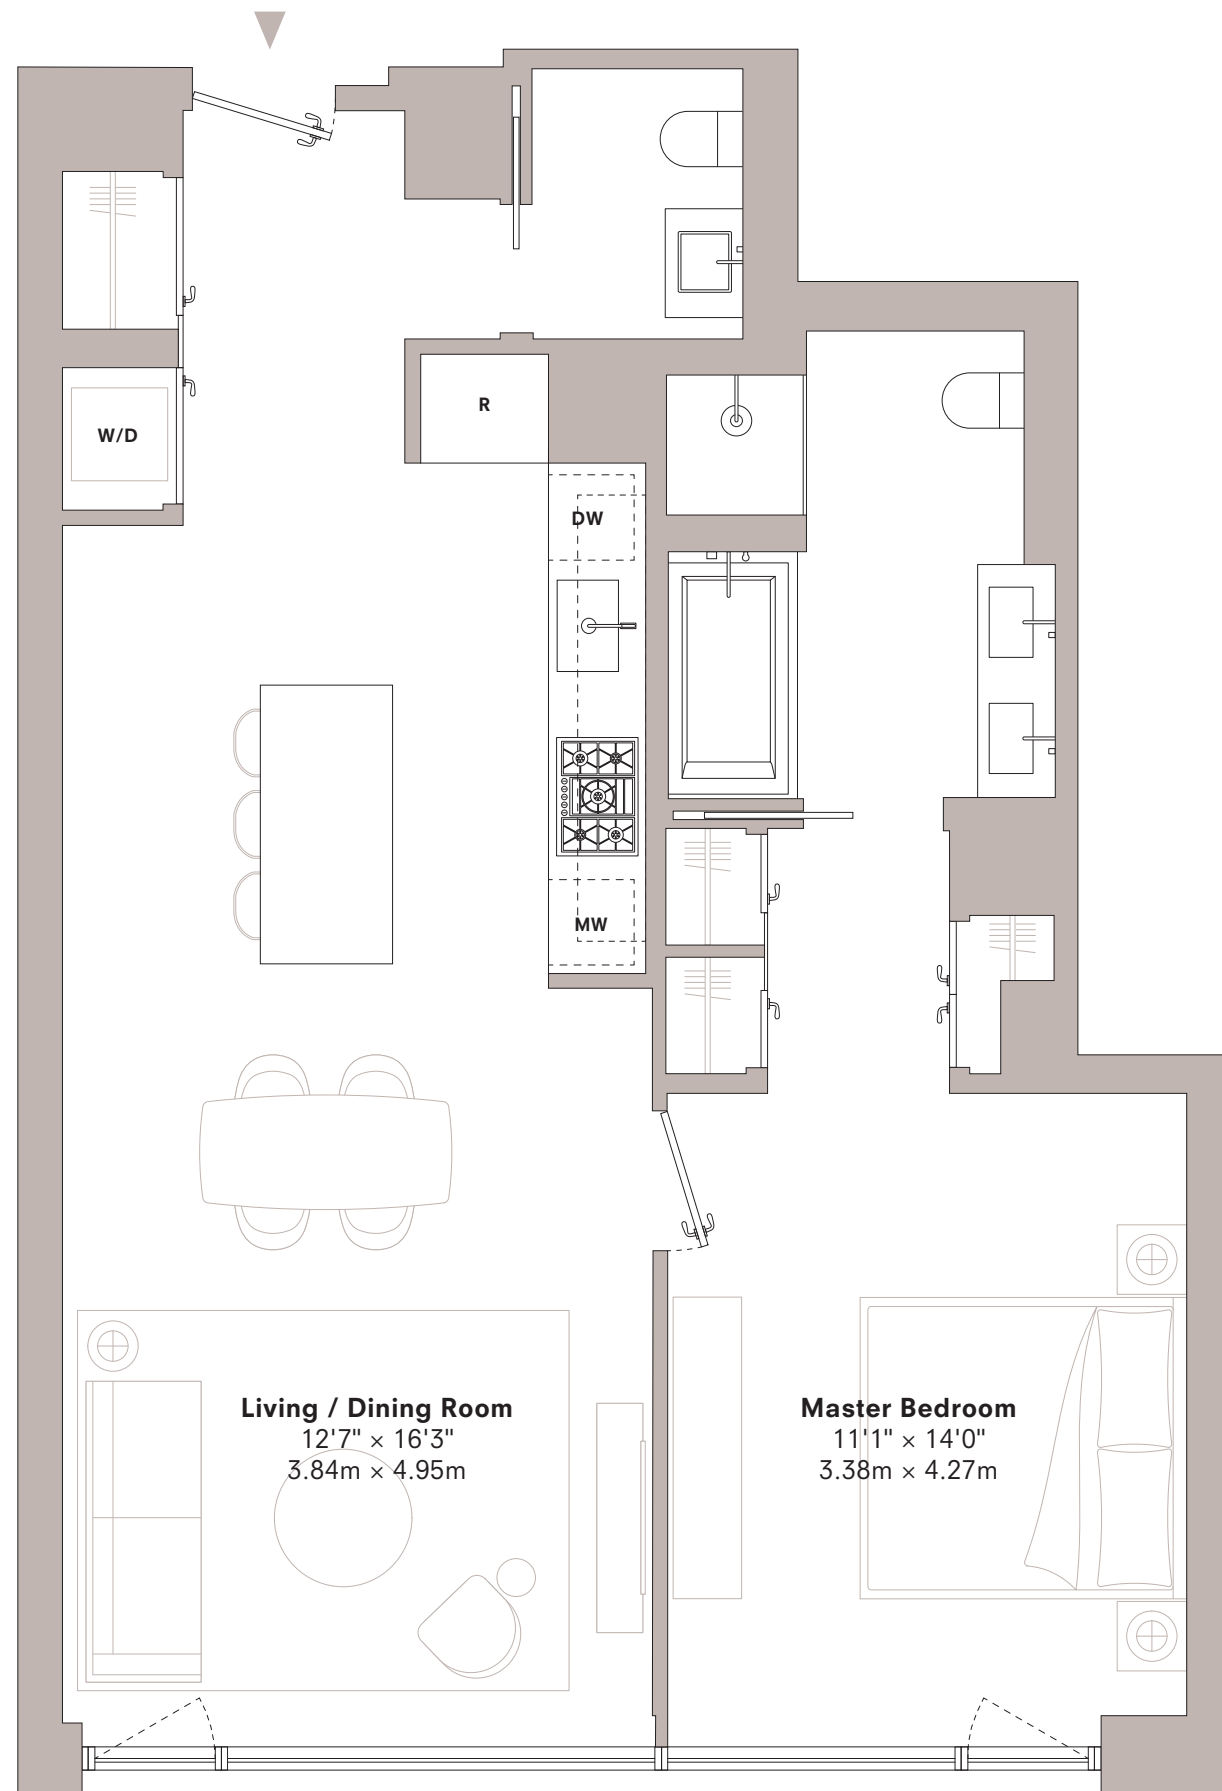 W/D
R
DW
MW
Living / Dining Room
12'7" × 16'3"
3.84m × 4.95m
Master Bedroom
11'1" × 14'0"
3.38m × 4.27m